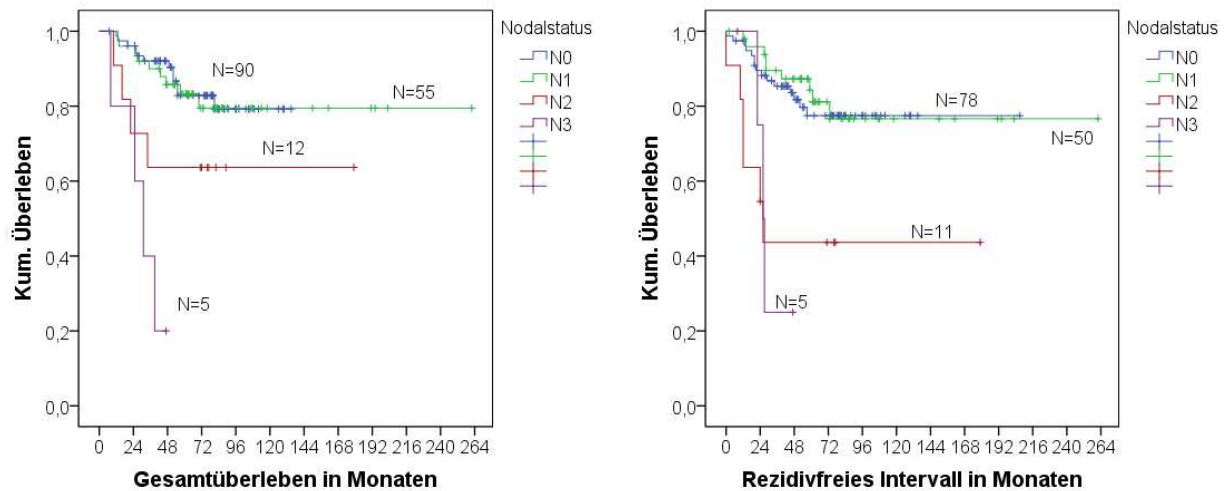 Nodalstatus
N0
N1
N2
N3
Kum. Überleben
1,0
0,8
0,6
0,4
0,2
0,0
N=90
N=55
N=12
N=5
0 24 48 72 96 120 144 168 192 216 240 264
Gesamtüberleben in Monaten
Nodalstatus
N0
N1
N2
N3
Kum. Überleben
1,0
0,8
0,6
0,4
0,2
0,0
N=78
N=50
N=11
N=5
0 24 48 72 96 120 144 168 192 216 240 264
Rezidivfreies Intervall in Monaten